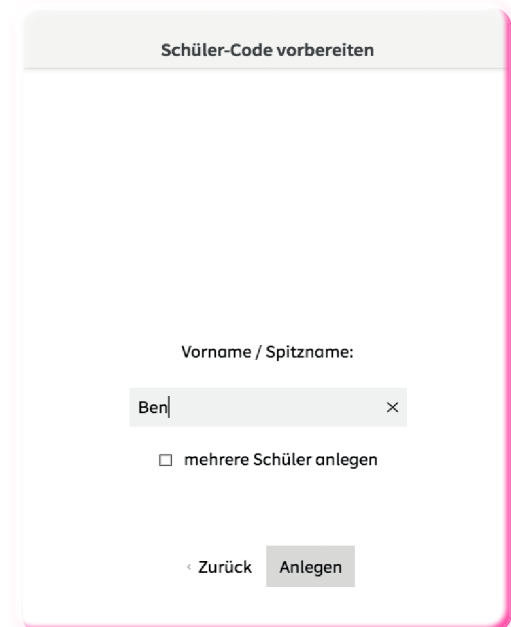 Schüler-Code vorbereiten
Vorname / Spitzname:
Ben
mehrere Schüler anlegen
‹ Zurück Anlegen